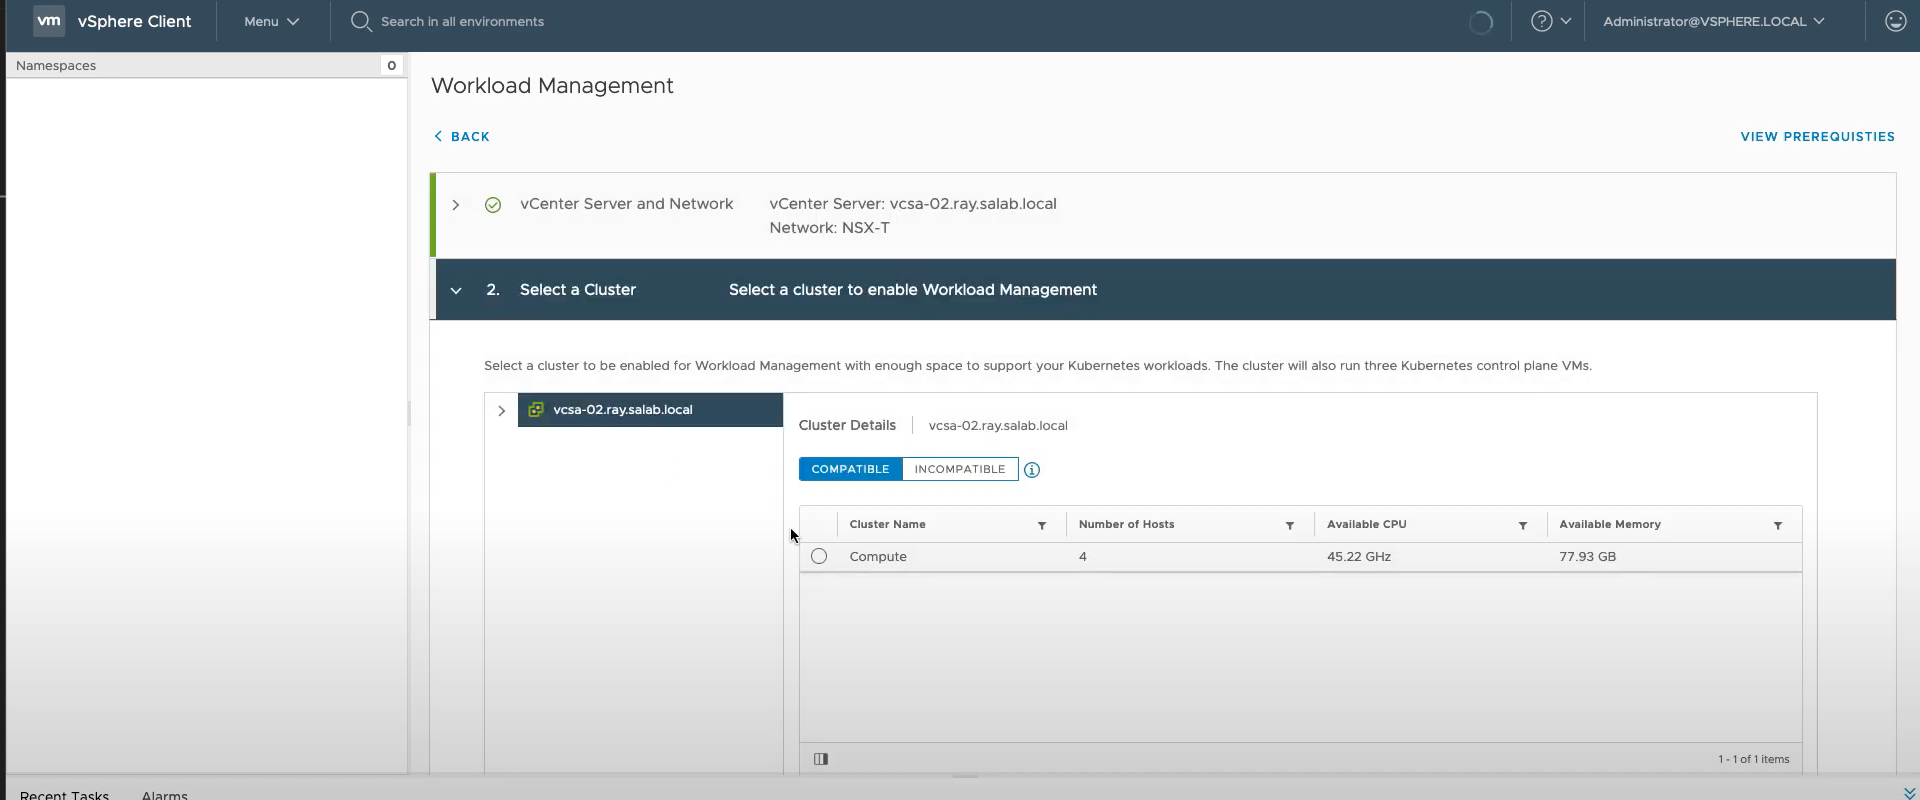 vm vSphere Client Menu Search in all environments Administrator@VSPHERE.LOCAL
Namespaces 0
Workload Management
BACK VIEW PREREQUISTIES
vCenter Server and Network vCenter Server: vcsa-02.ray.salab.local
Network: NSX-T
2. Select a Cluster Select a cluster to enable Workload Management
Select a cluster to be enabled for Workload Management with enough space to support your Kubernetes workloads. The cluster will also run three Kubernetes control plane VMs.
vcsa-02.ray.salab.local
Cluster Details vcsa-02.ray.salab.local
COMPATIBLE INCOMPATIBLE
Cluster Name Number of Hosts Available CPU Available Memory
Compute 4 45.22 GHz 77.93 GB
1 - 1 of 1 items
Recent Tasks Alarms